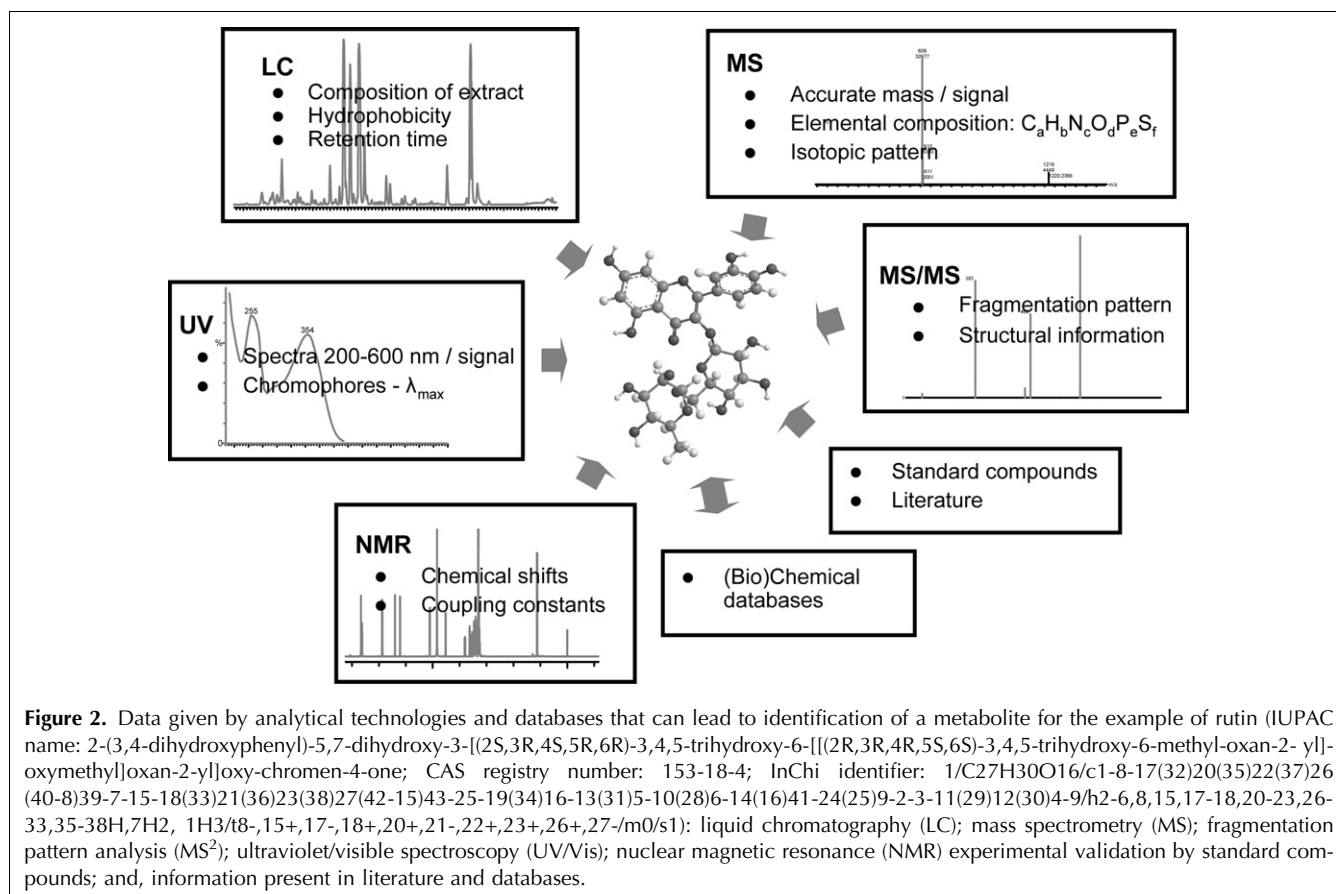 LC
● Composition of extract
● Hydrophobicity
● Retention time
MS
609
● Accurate mass / signal
● Elemental composition: CaHbNcOdPeSf
● Isotopic pattern
1219
m/z
UV
255
354
%
0
● Spectra 200-600 nm / signal
● Chromophores - λmax
MS/MS
● Fragmentation pattern
● Structural information
NMR
● Chemical shifts
● Coupling constants
● Standard compounds
● Literature
● (Bio)Chemical
databases
Figure 2. Data given by analytical technologies and databases that can lead to identification of a metabolite for the example of rutin (IUPAC
name: 2-(3,4-dihydroxyphenyl)-5,7-dihydroxy-3-[(2S,3R,4S,5R,6R)-3,4,5-trihydroxy-6-[[(2R,3R,4R,5S,6S)-3,4,5-trihydroxy-6-methyl-oxan-2- yl]-
oxymethyl]oxan-2-yl]oxy-chromen-4-one; CAS registry number: 153-18-4; InChi identifier: 1/C27H30O16/c1-8-17(32)20(35)22(37)26
(40-8)39-7-15-18(33)21(36)23(38)27(42-15)43-25-19(34)16-13(31)5-10(28)6-14(16)41-24(25)9-2-3-11(29)12(30)4-9/h2-6,8,15,17-18,20-23,26-
33,35-38H,7H2, 1H3/t8-,15+,17-,18+,20+,21-,22+,23+,26+,27-/m0/s1): liquid chromatography (LC); mass spectrometry (MS); fragmentation
pattern analysis (MS2); ultraviolet/visible spectroscopy (UV/Vis); nuclear magnetic resonance (NMR) experimental validation by standard com-
pounds; and, information present in literature and databases.